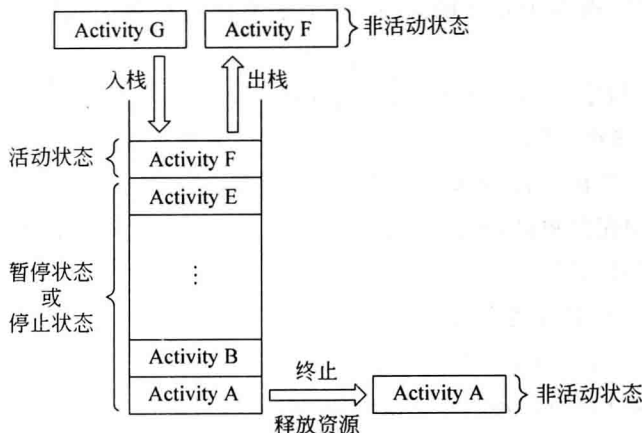 Activity G
Activity F
非活动状态
入栈
出栈
活动状态
Activity F
Activity E
暂停状态
或
停止状态
⋮
Activity B
Activity A
终止
释放资源
Activity A
非活动状态